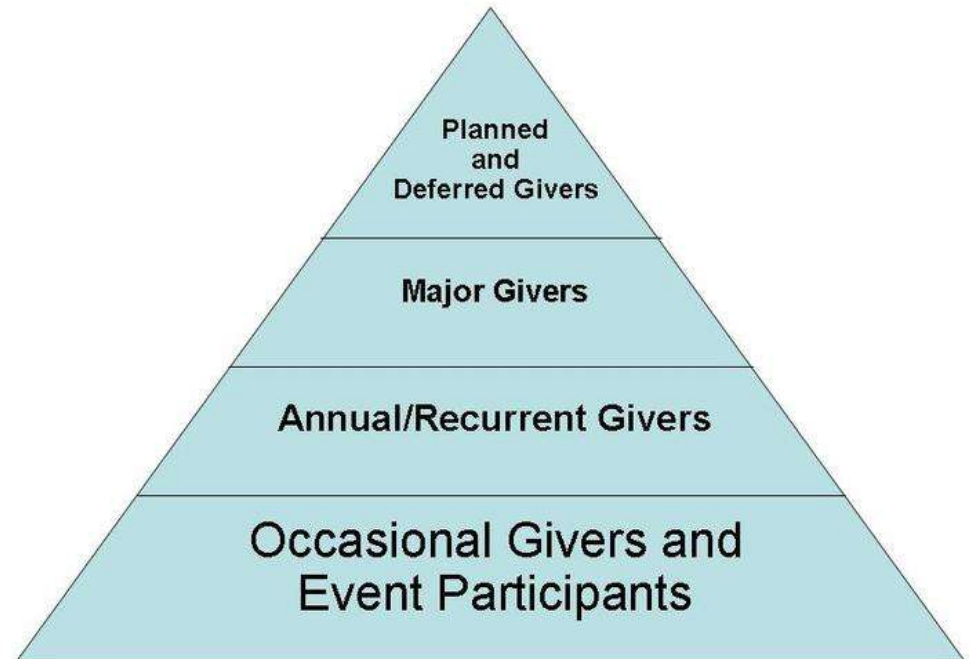 Planned
and
Deferred Givers
Major Givers
Annual/Recurrent Givers
Occasional Givers and
Event Participants